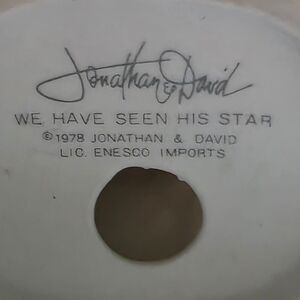 Jonathan & David
WE HAVE SEEN HIS STAR
© 1978 JONATHAN & DAVID
LIC. ENESCO IMPORTS